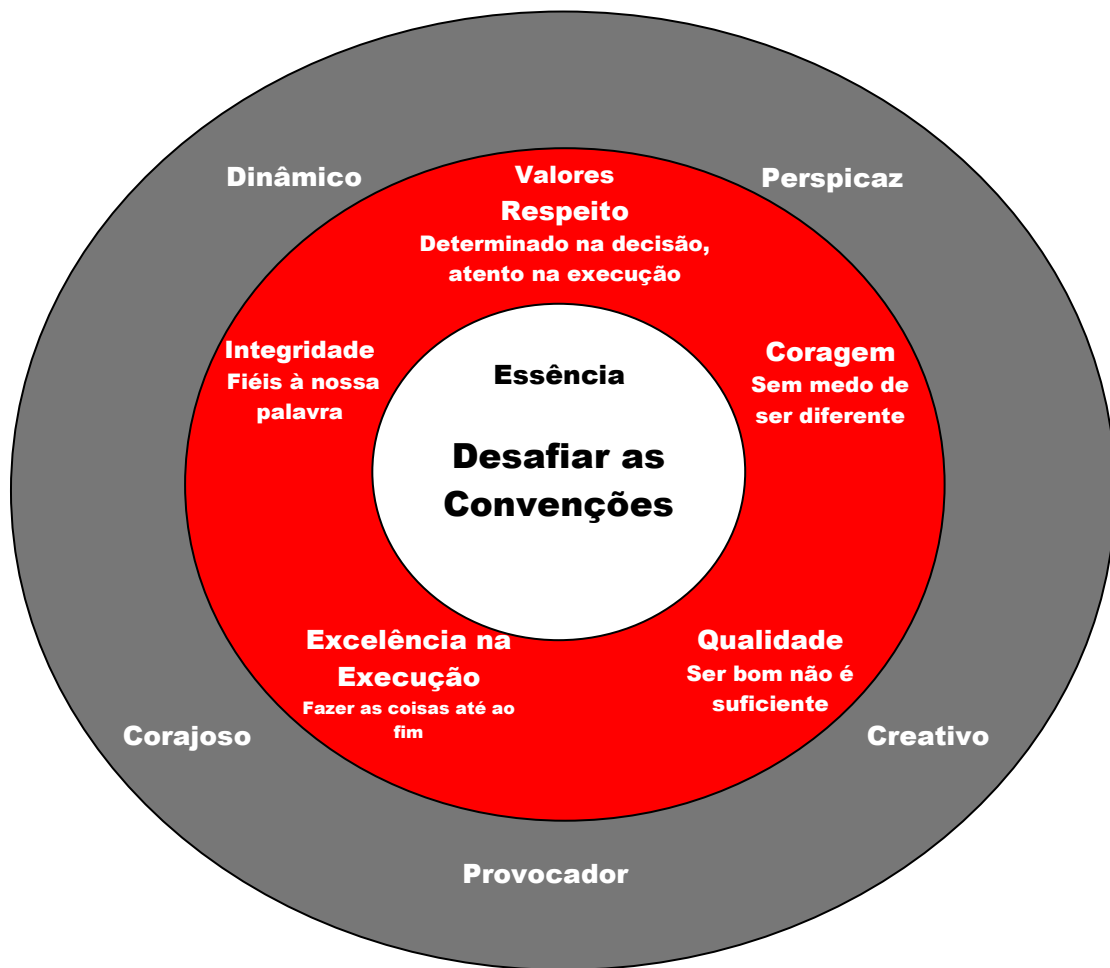 Dinâmico
Valores
Perspicaz
Respeito
Determinado na decisão,
atento na execução
Integridade
Fiéis à nossa
palavra
Essência
Coragem
Sem medo de
ser diferente
Desafiar as
Convenções
Excelência na
Execução
Fazer as coisas até ao
fim
Qualidade
Ser bom não é
suficiente
Corajoso
Creativo
Provocador